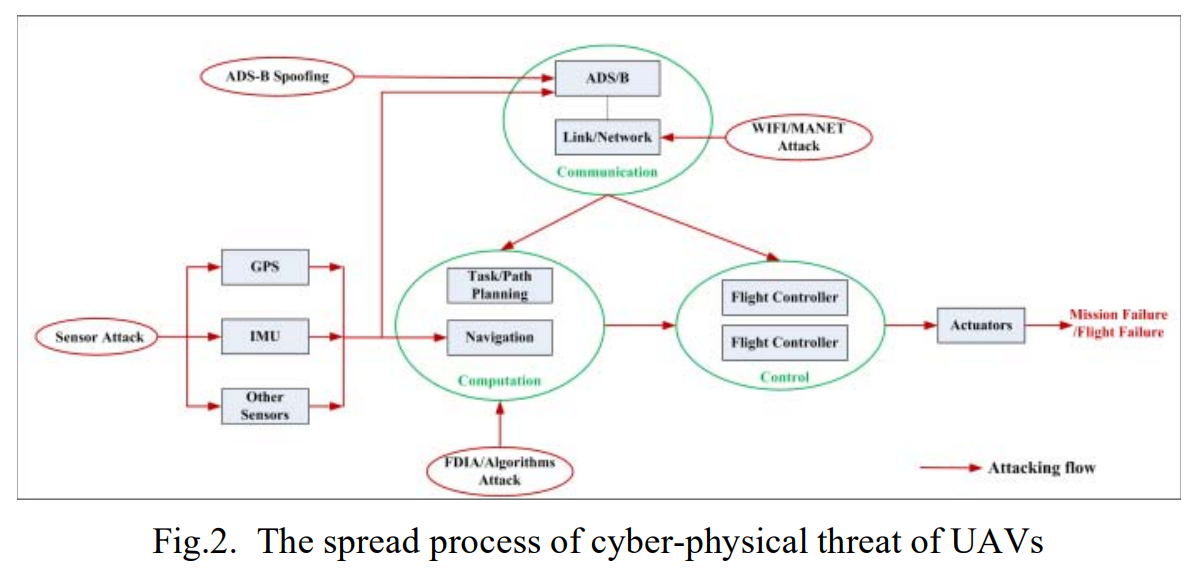 ADS-B Spoofing
ADS/B
Link/Network
Communication
WIFI/MANET
Attack
GPS
IMU
Other
Sensors
Sensor Attack
Task/Path
Planning
Navigation
Computation
Flight Controller
Flight Controller
Control
Actuators
Mission Failure
/Flight Failure
FDIA/Algorithms
Attack
Attacking flow
Fig.2. The spread process of cyber-physical threat of UAVs